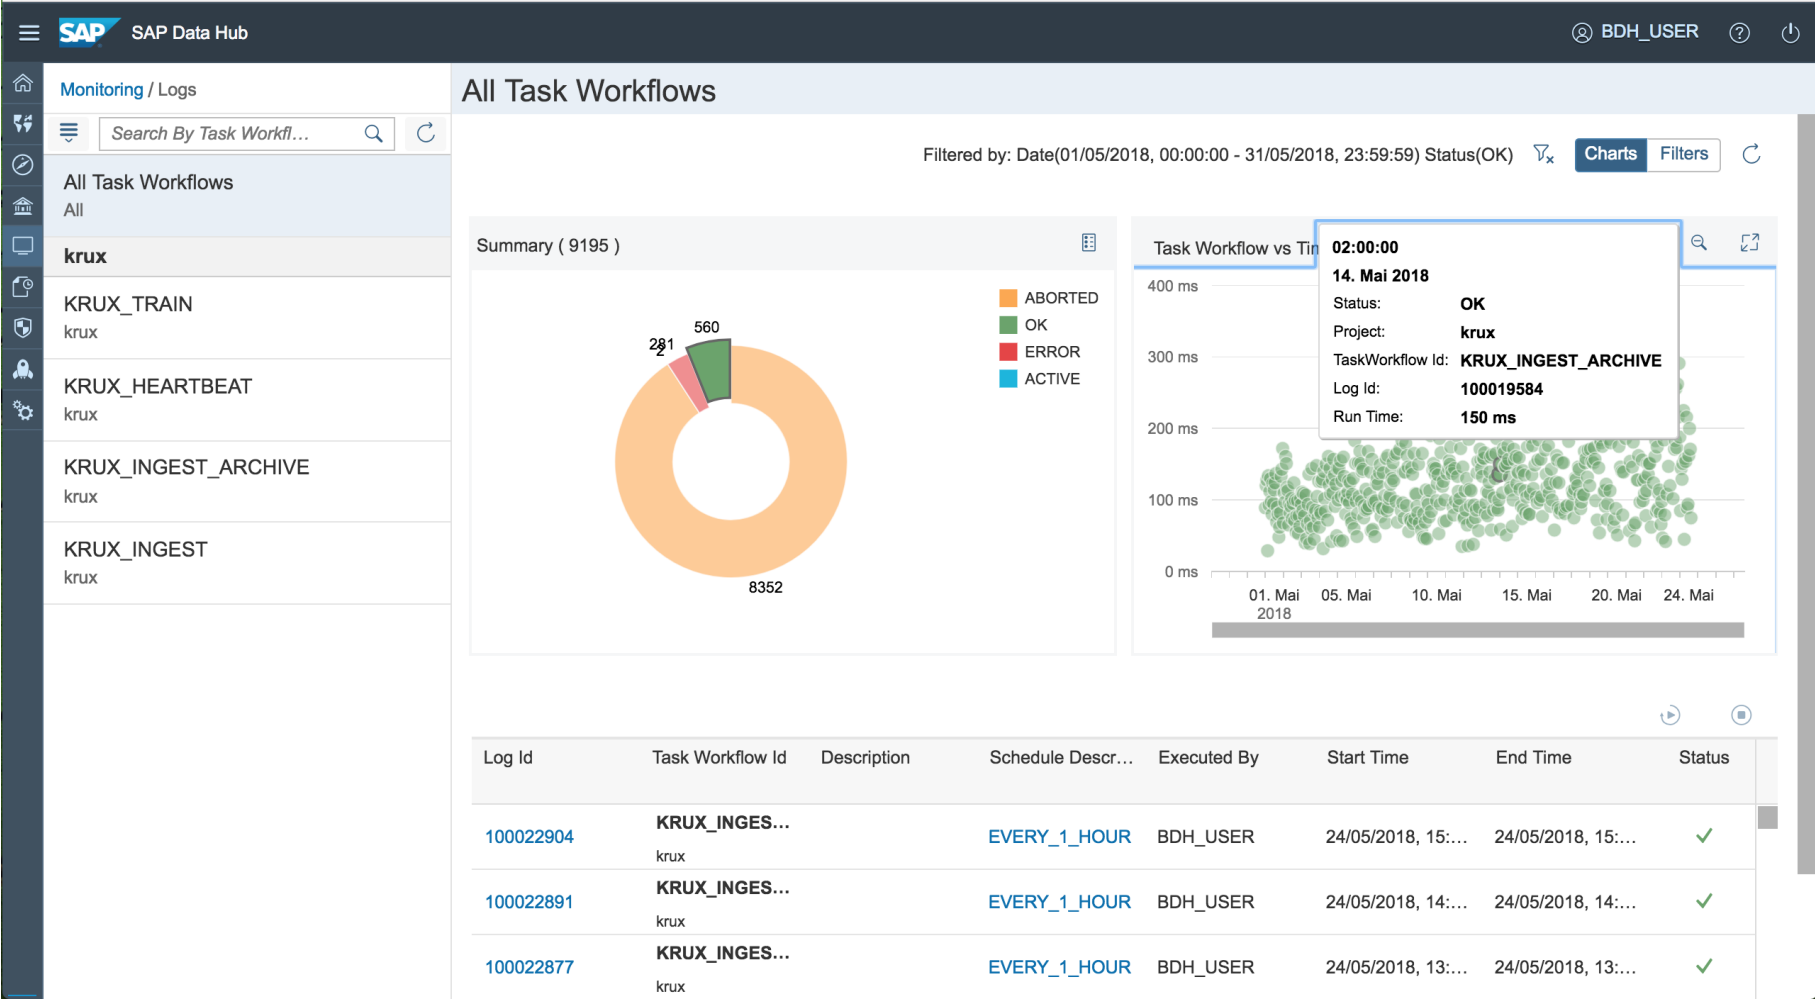 SAP SAP Data Hub
BDH_USER
Monitoring / Logs
Search By Task Workfl...
All Task Workflows
All
krux
KRUX_TRAIN
krux
KRUX_HEARTBEAT
krux
KRUX_INGEST_ARCHIVE
krux
KRUX_INGEST
krux
All Task Workflows
Filtered by: Date(01/05/2018, 00:00:00 - 31/05/2018, 23:59:59) Status(OK)
Charts Filters
Summary ( 9195 )
ABORTED
OK
ERROR
ACTIVE
560
281
2
8352
Task Workflow vs Tim
02:00:00
14. Mai 2018
Status: OK
Project: krux
TaskWorkflow Id: KRUX_INGEST_ARCHIVE
Log Id: 100019584
Run Time: 150 ms
400 ms
300 ms
200 ms
100 ms
0 ms
01. Mai 05. Mai 10. Mai 15. Mai 20. Mai 24. Mai
2018
Log Id Task Workflow Id Description Schedule Descr... Executed By Start Time End Time Status
100022904 KRUX_INGES... EVERY_1_HOUR BDH_USER 24/05/2018, 15:... 24/05/2018, 15:...
krux
100022891 KRUX_INGES... EVERY_1_HOUR BDH_USER 24/05/2018, 14:... 24/05/2018, 14:...
krux
100022877 KRUX_INGES... EVERY_1_HOUR BDH_USER 24/05/2018, 13:... 24/05/2018, 13:...
krux